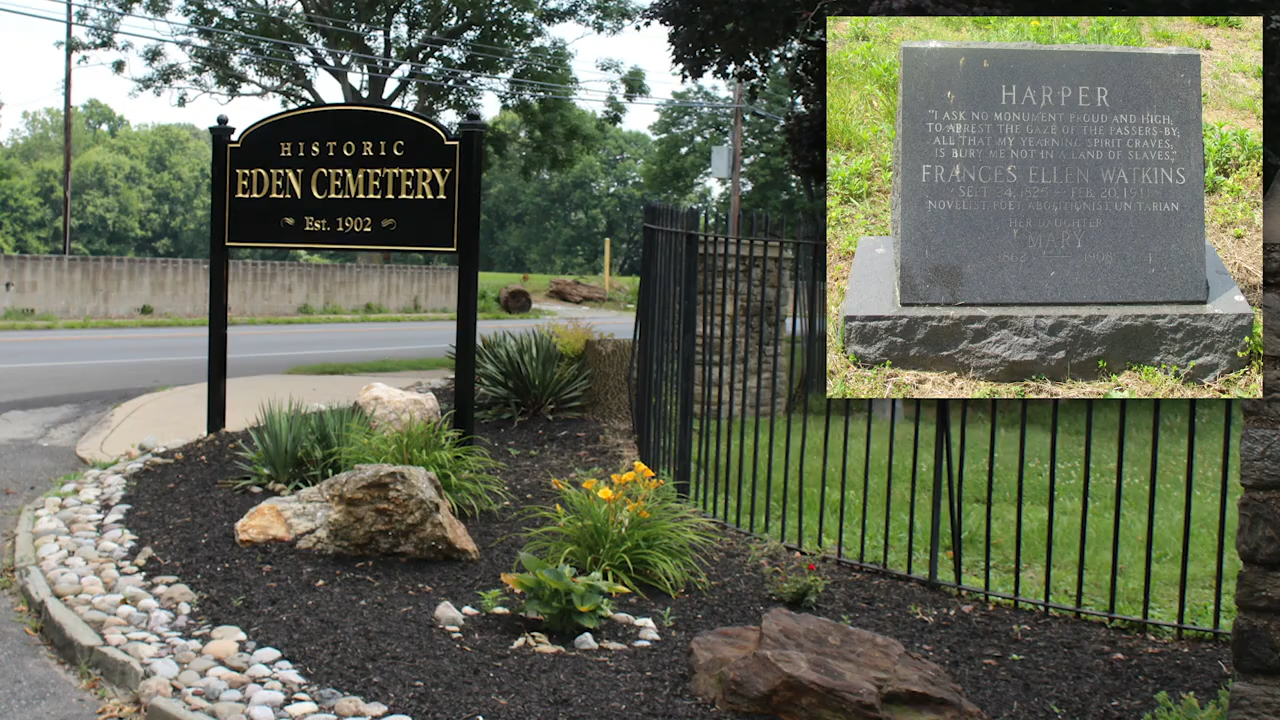 HISTORIC
EDEN CEMETERY
Est. 1902
HARPER
"I ASK NO MONUMENT PROUD AND HIGH,
TO ARREST THE GAZE OF THE PASSERS-BY;
ALL THAT MY YEARNING SPIRIT CRAVES,
IS BURY ME NOT IN A LAND OF SLAVES."
FRANCES ELLEN WATKINS
SEPT. 24, 1825 — FEB. 20, 1911
NOVELIST, POET, ABOLITIONIST, UNITARIAN
HER DAUGHTER
MARY
1862 — 1908